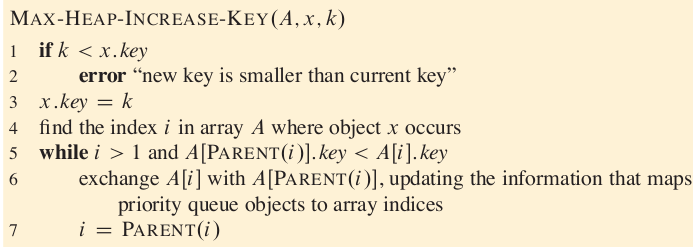 MAX-HEAP-INCREASE-KEY(A, x, k)
1 if k < x.key
2 error “new key is smaller than current key”
3 x.key = k
4 find the index i in array A where object x occurs
5 while i > 1 and A[PARENT(i)].key < A[i].key
6 exchange A[i] with A[PARENT(i)], updating the information that maps
priority queue objects to array indices
7 i = PARENT(i)